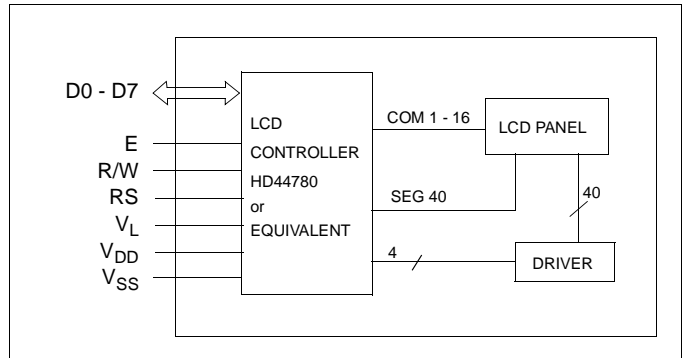 D0 - D7
E
R/W
RS
VL
VDD
VSS
LCD
CONTROLLER
HD44780
or
EQUIVALENT
COM 1 - 16
SEG 40
4
LCD PANEL
40
DRIVER